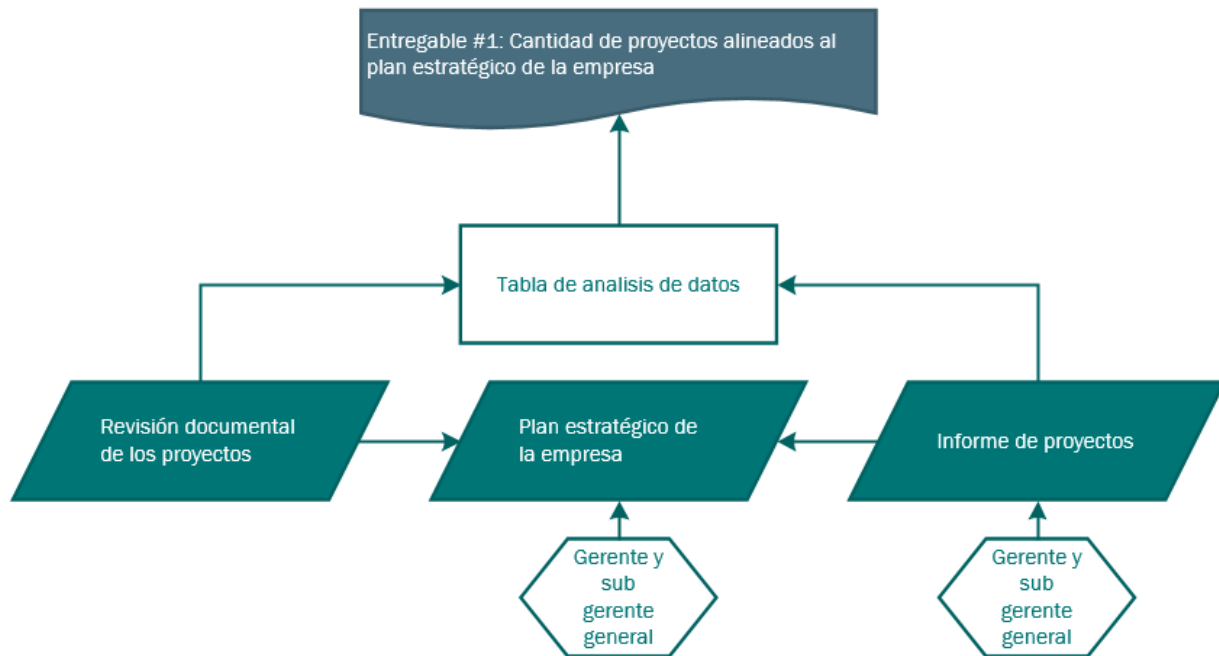 Entregable #1: Cantidad de proyectos alineados al
plan estratégico de la empresa
Tabla de analisis de datos
Revisión documental
de los proyectos
Plan estratégico de
la empresa
Informe de proyectos
Gerente y
sub
gerente
general
Gerente y
sub
gerente
general